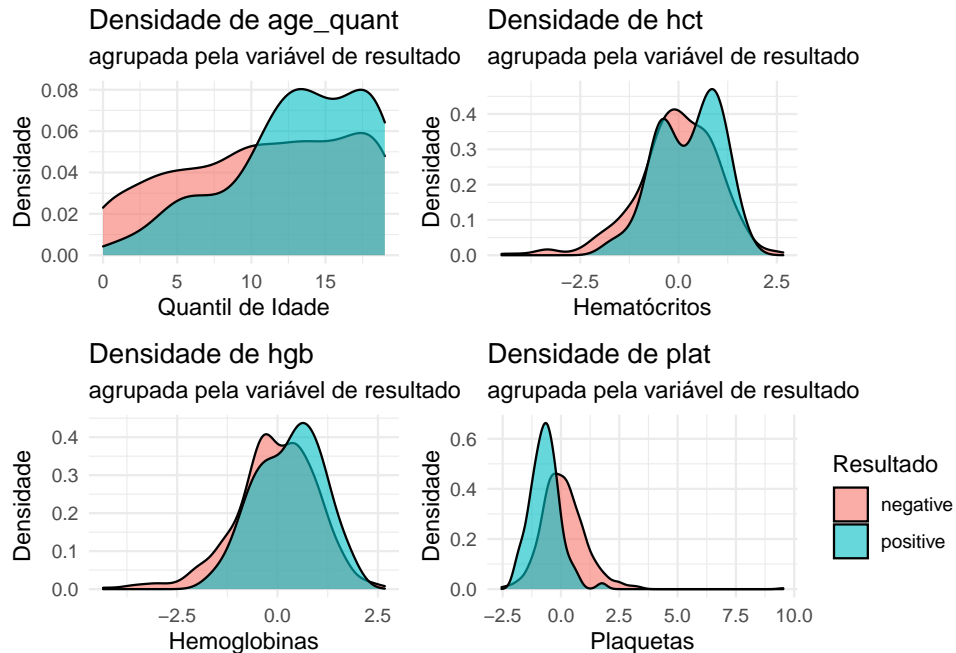 Densidade de age_quant
agrupada pela variável de resultado
Densidade
0.08
0.06
0.04
0.02
0.00
0
5
10
15
Quantil de Idade
Densidade de hct
agrupada pela variável de resultado
Densidade
0.4
0.3
0.2
0.1
0.0
−2.5
0.0
2.5
Hematócritos
Densidade de hgb
agrupada pela variável de resultado
Densidade
0.4
0.3
0.2
0.1
0.0
−2.5
0.0
2.5
Hemoglobinas
Densidade de plat
agrupada pela variável de resultado
Densidade
0.6
0.4
0.2
0.0
−2.5
0.0
2.5
5.0
7.5
10.0
Plaquetas
Resultado
negative
positive